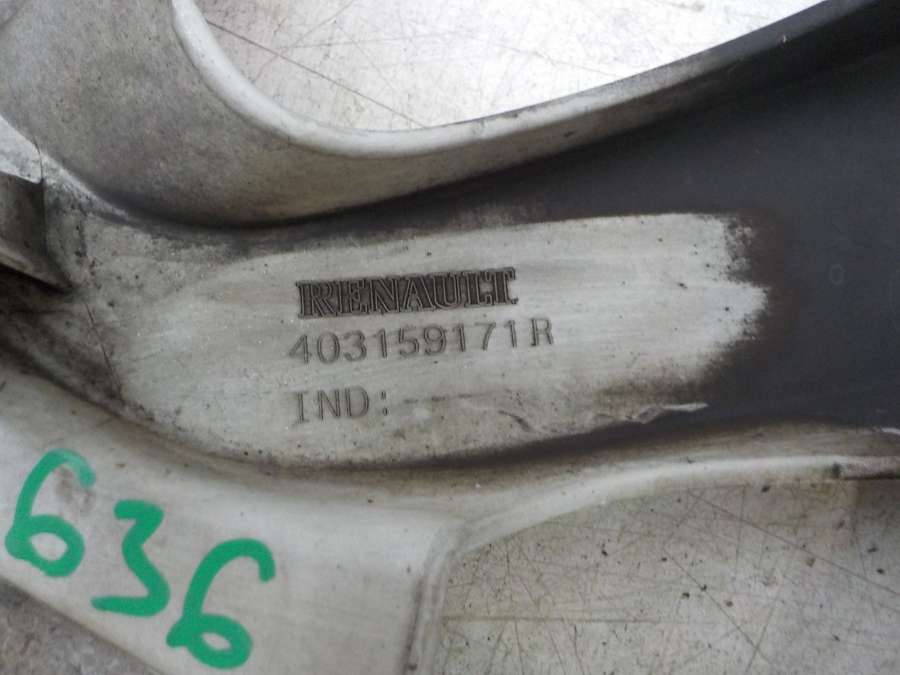 RENAULT
403159171R
IND:--
636